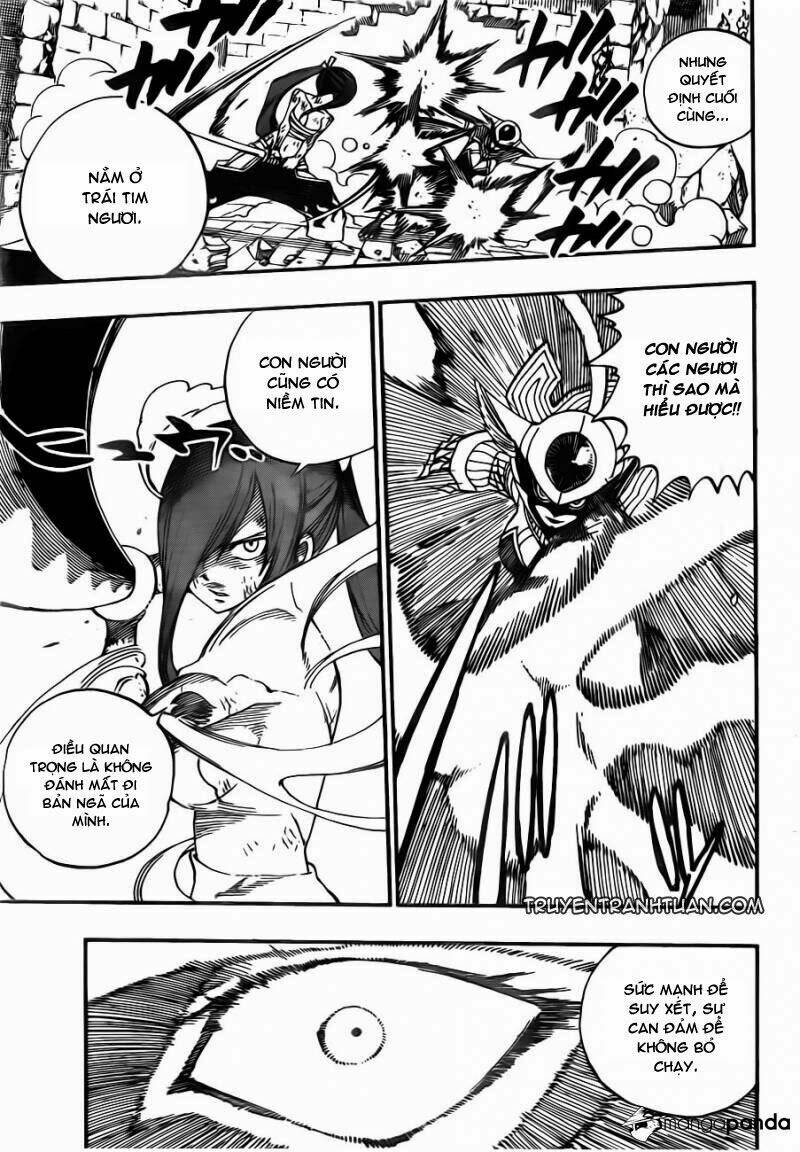 NHƯNG
QUYẾT
ĐỊNH CUỐI
CÙNG...
NẰM Ở
TRÁI TIM
NGƯƠI.
CON NGƯỜI
CÁC NGƯƠI
THÌ SAO MÀ
HIỂU ĐƯỢC!!
CON NGƯỜI
CŨNG CÓ
NIỀM TIN.
ĐIỀU QUAN
TRỌNG LÀ KHÔNG
ĐÁNH MẤT ĐI
BẢN NGÃ CỦA
MÌNH.
TRUYENTRANHTUAN.COM
SỨC MẠNH ĐỂ
SUY XÉT, SỰ
CAN ĐẢM ĐỂ
KHÔNG BỎ
CHẠY.
mangapanda